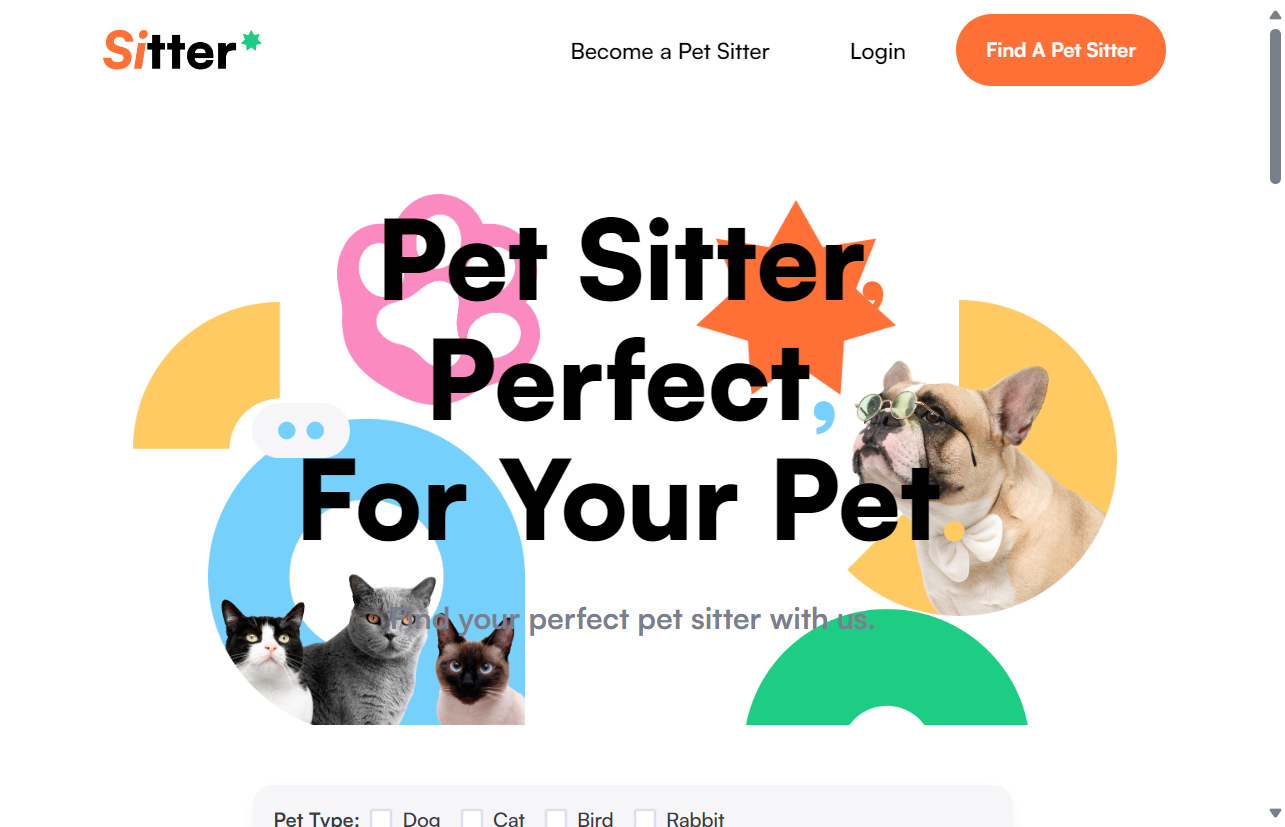 Sitter
Become a Pet Sitter
Login
Find A Pet Sitter
Pet Sitter,
Perfect,
For Your Pet.
Find your perfect pet sitter with us.
Pet Type: Dog Cat Bird Rabbit